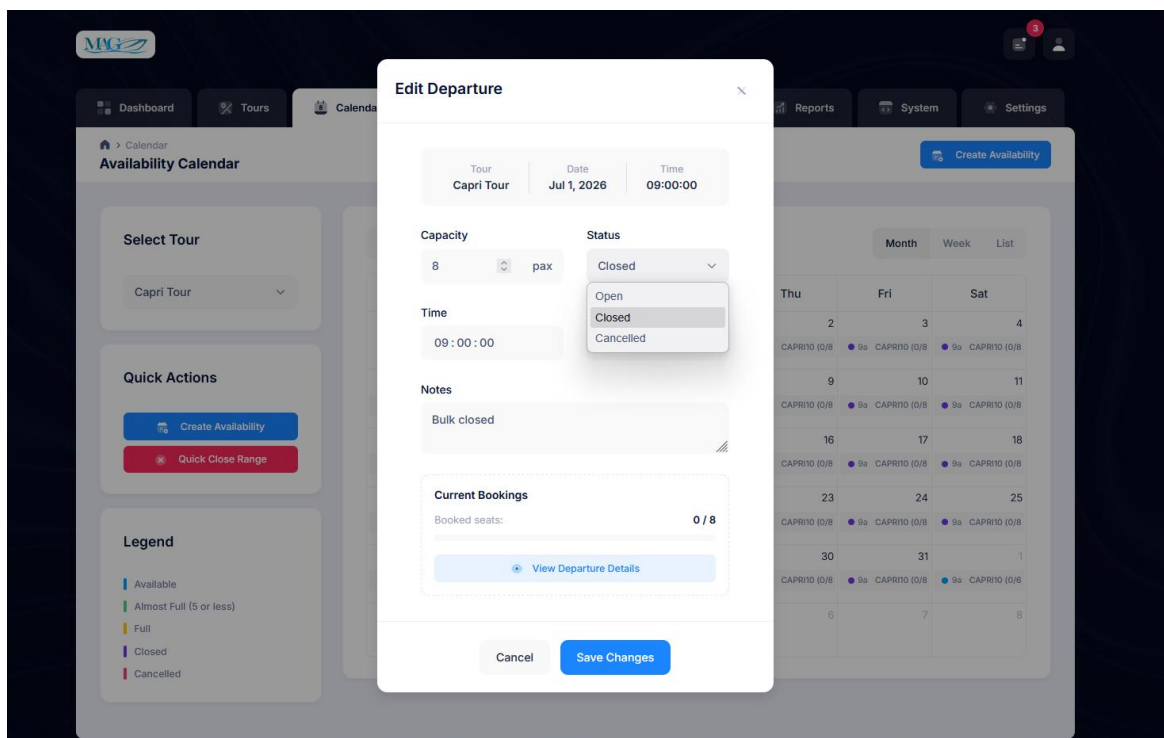 MAG
3
Dashboard
Tours
Calenda
Reports
System
Settings
> Calendar
Availability Calendar
Create Availability
Edit Departure
Tour Date Time
Capri Tour Jul 1, 2026 09:00:00
Capacity Status
8 pax Closed
Open
Closed
Cancelled
Time
09:00:00
Notes
Bulk closed
Current Bookings
Booked seats: 0 / 8
View Departure Details
Cancel Save Changes
Select Tour
Capri Tour
Quick Actions
Create Availability
Quick Close Range
Legend
Available
Almost Full (5 or less)
Full
Closed
Cancelled
Month Week List
Thu Fri Sat
2 3 4
CAPRI10 (0/8 9a CAPRI10 (0/8 9a CAPRI10 (0/8
9 10 11
CAPRI10 (0/8 9a CAPRI10 (0/8 9a CAPRI10 (0/8
16 17 18
CAPRI10 (0/8 9a CAPRI10 (0/8 9a CAPRI10 (0/8
23 24 25
CAPRI10 (0/8 9a CAPRI10 (0/8 9a CAPRI10 (0/8
30 31 1
CAPRI10 (0/8 9a CAPRI10 (0/8 9a CAPRI10 (0/6
6 7 8